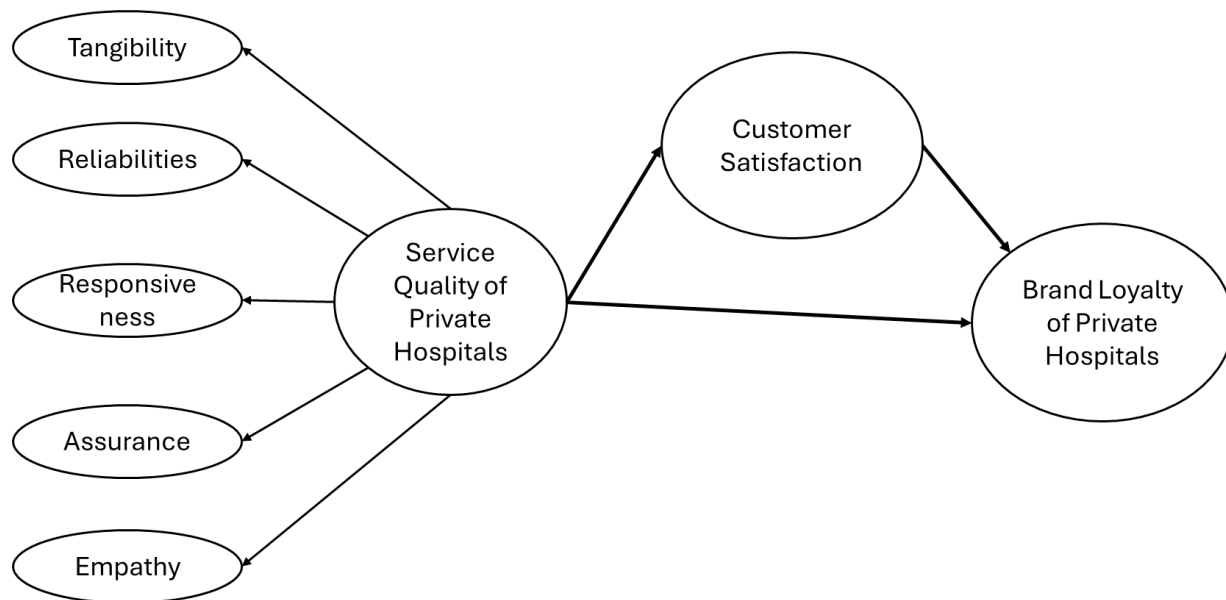 Tangibility
Reliabilities
Responsive
ness
Assurance
Empathy
Service
Quality of
Private
Hospitals
Customer
Satisfaction
Brand Loyalty
of Private
Hospitals